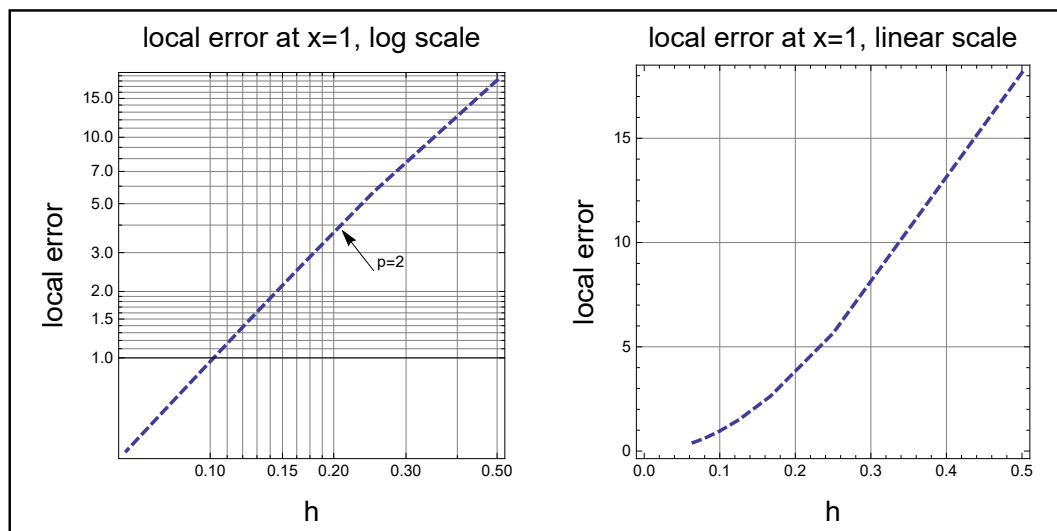 local error at x=1, log scale
local error
15.0
10.0
7.0
5.0
3.0
2.0
1.5
1.0
p=2
0.10 0.15 0.20 0.30 0.50
h
local error at x=1, linear scale
local error
15
10
5
0
0.0 0.1 0.2 0.3 0.4 0.5
h